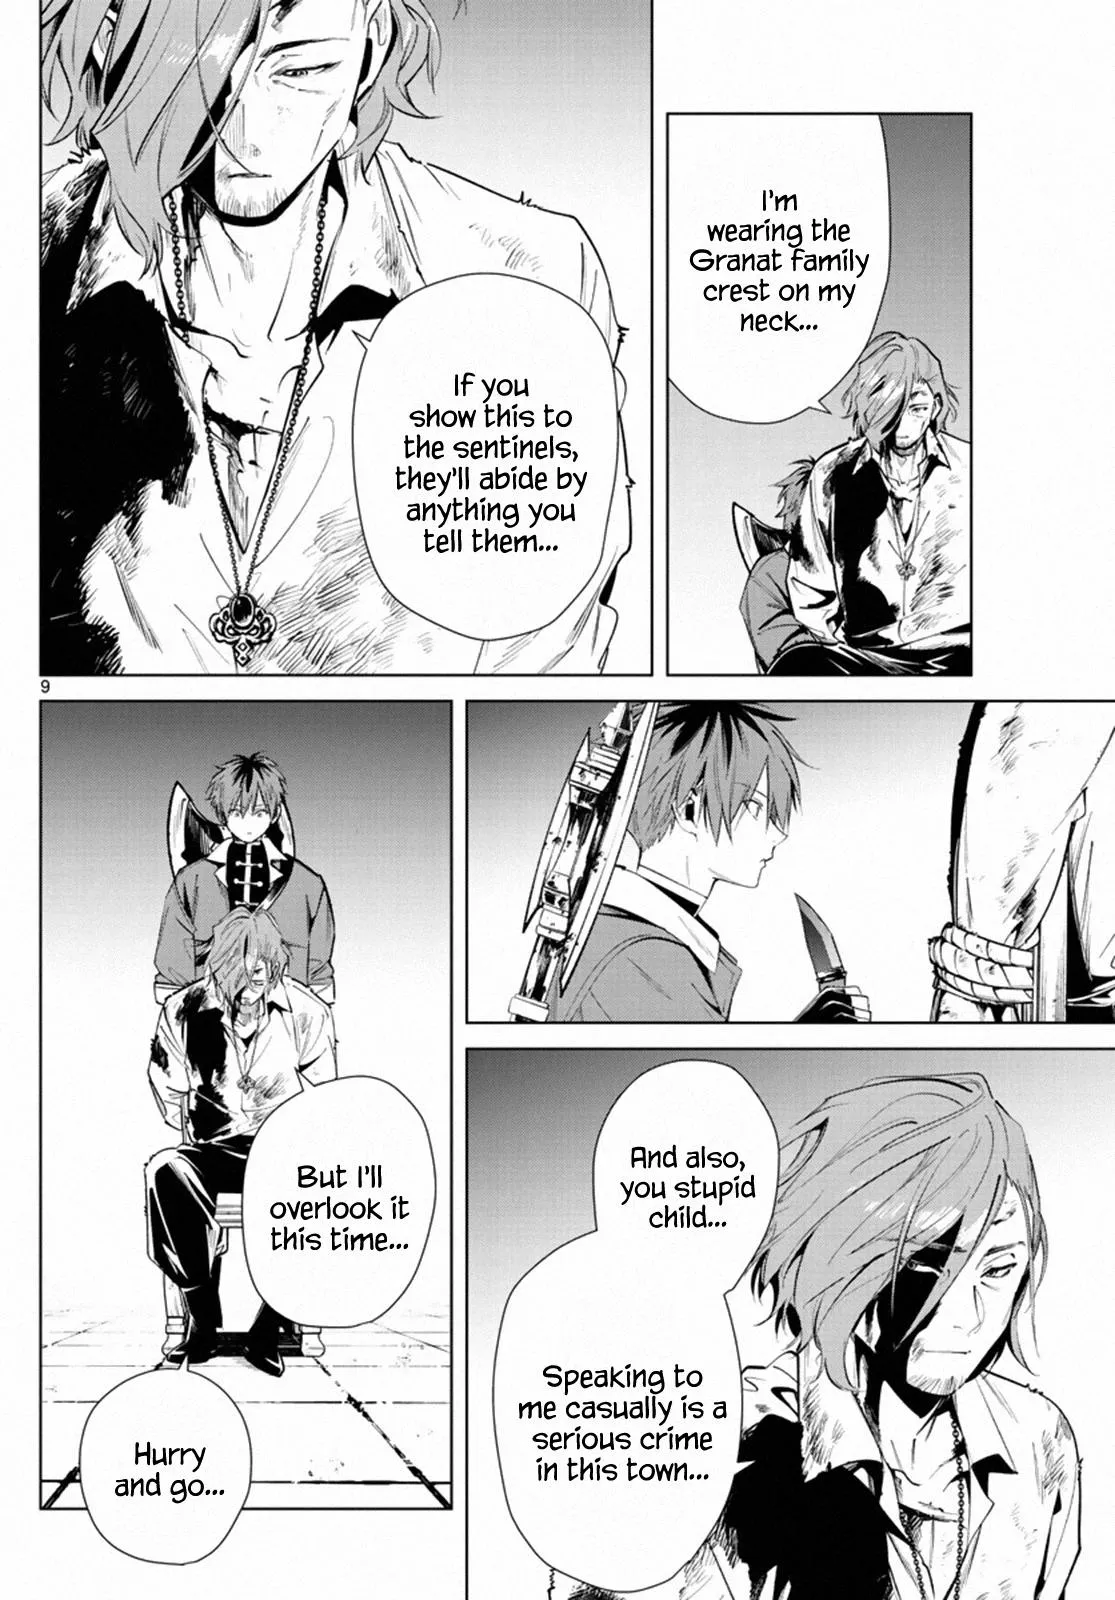 I'm
wearing the
Granat family
crest on my
neck...
If you
show this to
the sentinels,
they'll abide by
anything you
tell them...
9
And also,
you stupid
child...
Speaking to
me casually is a
serious crime
in this town...
But I'll
overlook it
this time...
Hurry
and go...